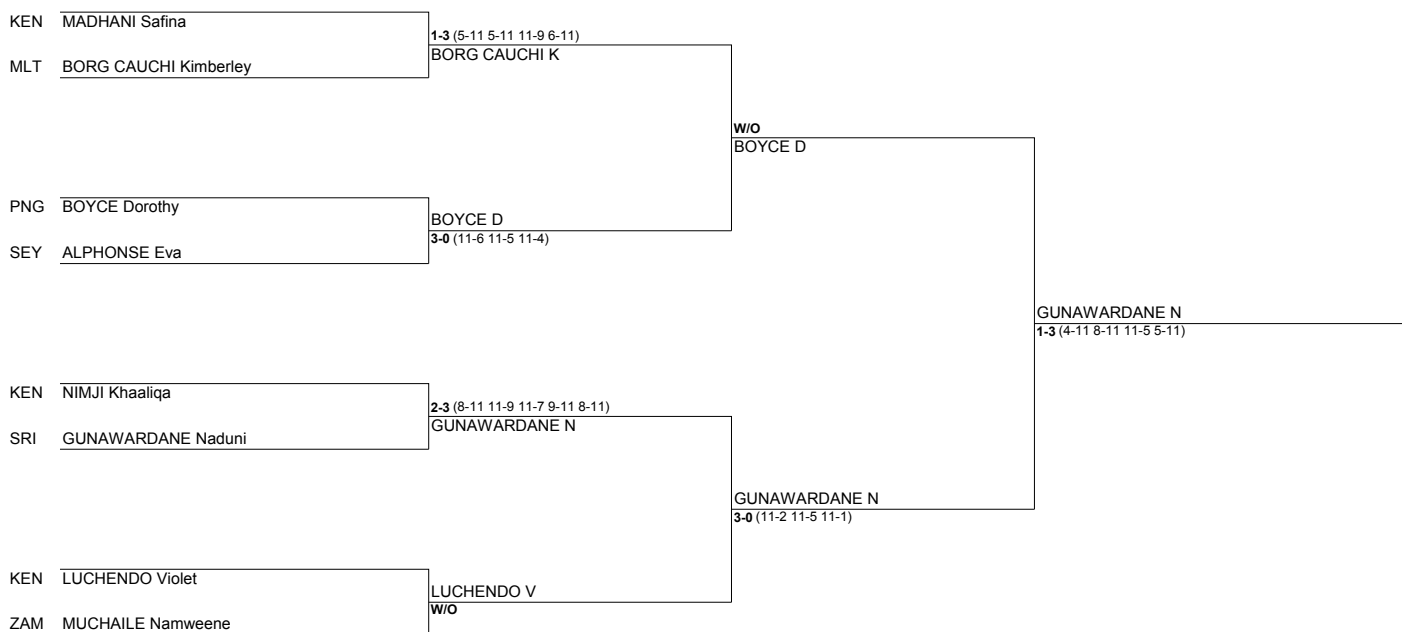 KEN MADHANI Safina
1-3 (5-11 5-11 11-9 6-11)
BORG CAUCHI K
MLT BORG CAUCHI Kimberley
W/O
BOYCE D
PNG BOYCE Dorothy
BOYCE D
3-0 (11-6 11-5 11-4)
SEY ALPHONSE Eva
GUNAWARDANE N
1-3 (4-11 8-11 11-5 5-11)
KEN NIMJI Khaaliqa
2-3 (8-11 11-9 11-7 9-11 8-11)
GUNAWARDANE N
SRI GUNAWARDANE Naduni
GUNAWARDANE N
3-0 (11-2 11-5 11-1)
KEN LUCHENDO Violet
LUCHENDO V
W/O
ZAM MUCHAILE Namweene